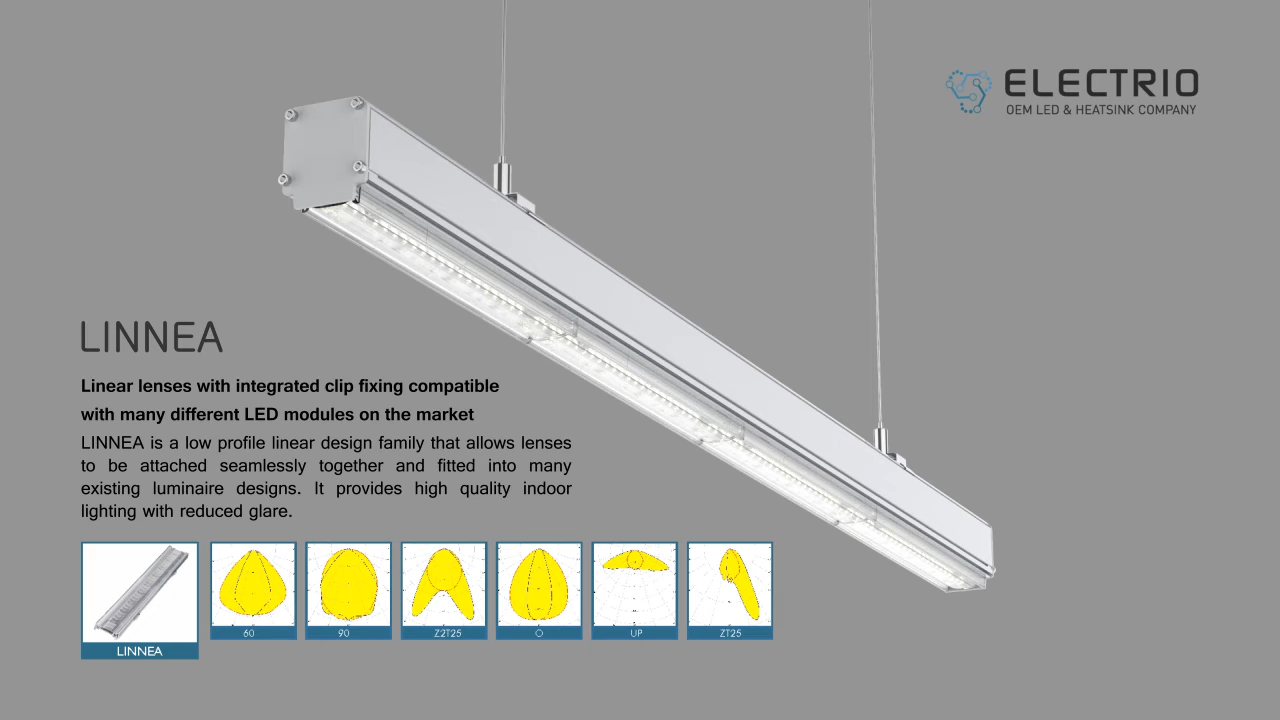 ELECTRIO
OEM LED & HEATSINK COMPANY
LINNEA
Linear lenses with integrated clip fixing compatible
with many different LED modules on the market
LINNEA is a low profile linear design family that allows lenses
to be attached seamlessly together and fitted into many
existing luminaire designs. It provides high quality indoor
lighting with reduced glare.
LINNEA
60
90
Z2T25
O
UP
ZT25